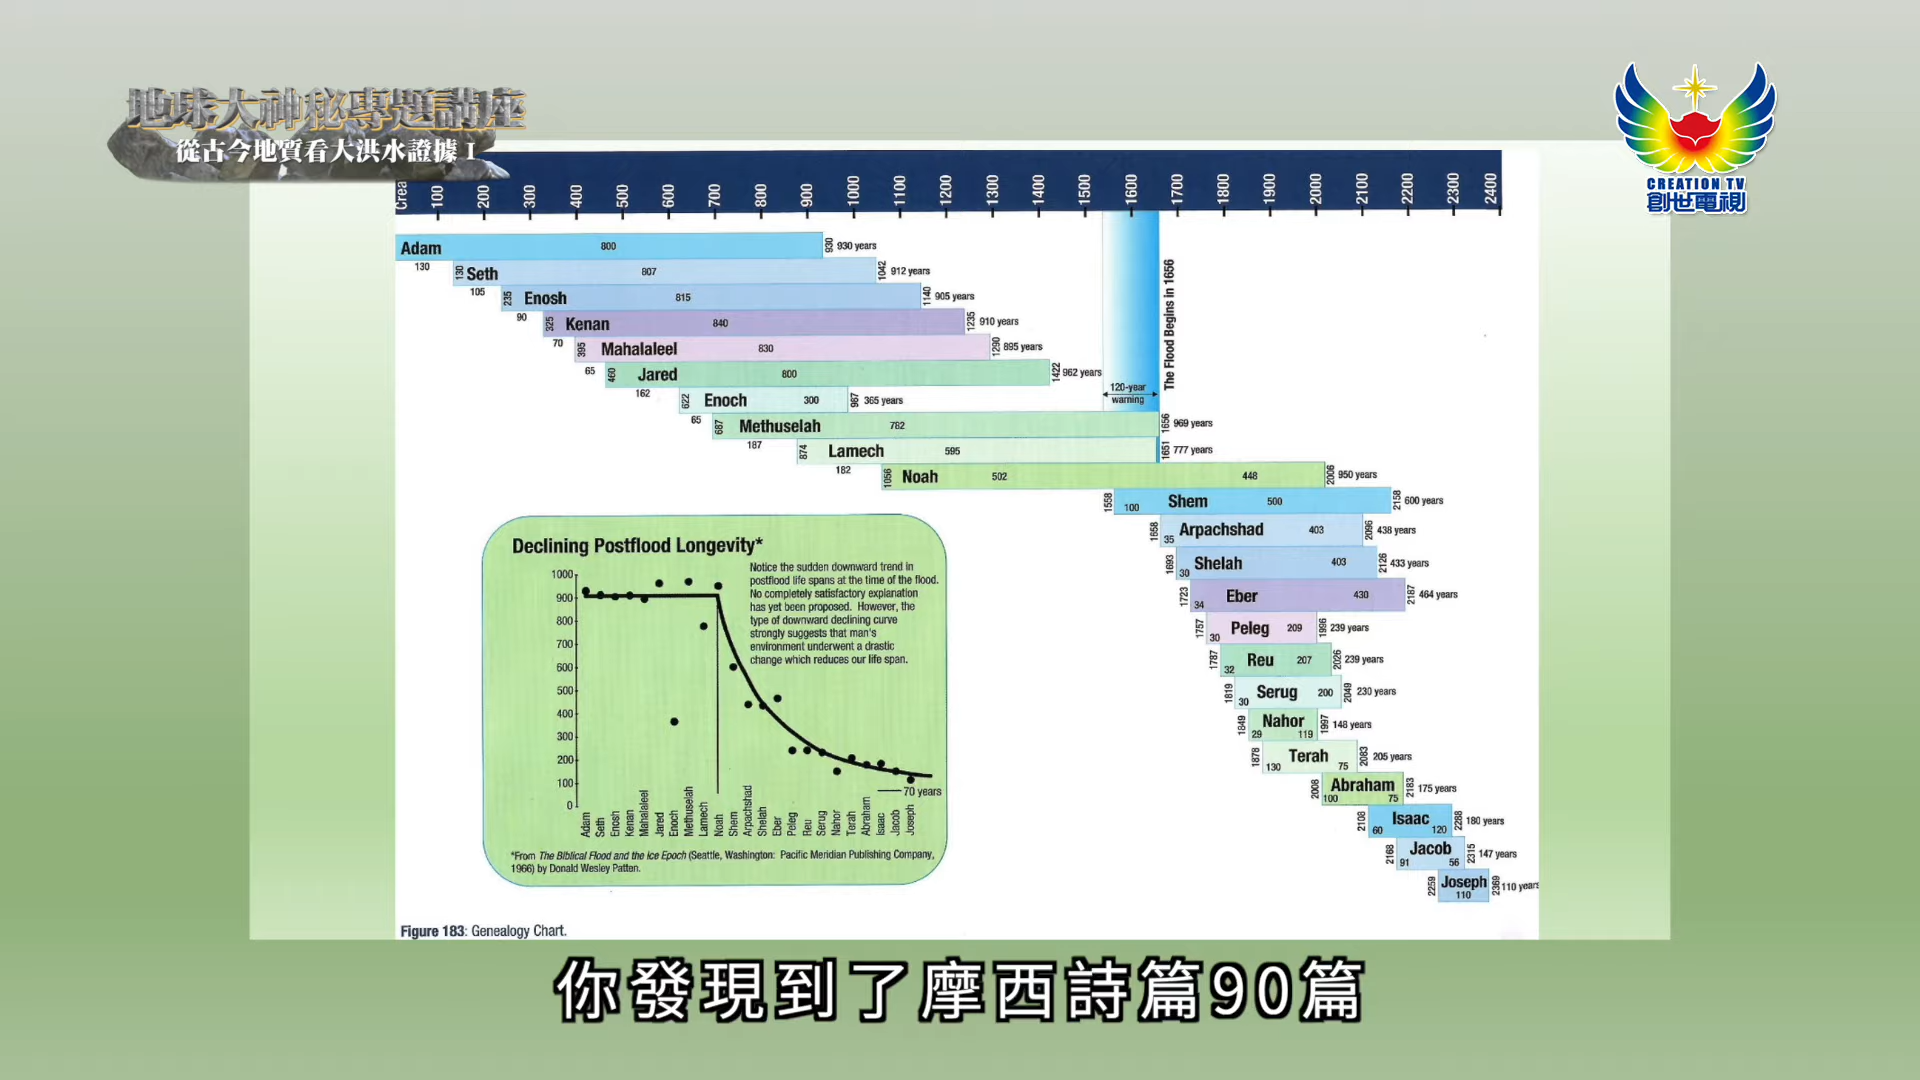 地球大神秘專題講座
從古今地質看大洪水證據 I
CREATION TV
創世電視
Crea 100 200 300 400 500 600 700 800 900 1000 1100 1200 1300 1400 1500 1600 1700 1800 1900 2000 2100 2200 2300 2400
Adam 800 930 930 years
130 130 Seth 807 1042 912 years
105 235 Enosh 815 1140 905 years
90 325 Kenan 840 1235 910 years
70 395 Mahalaleel 830 1290 895 years
65 460 Jared 800 1422 962 years
162 622 Enoch 300 987 365 years
65 687 Methuselah 782 1656 969 years
187 874 Lamech 595 1651 777 years
182 1056 Noah 502 448 2006 950 years
120-year
warning
The Flood Begins in 1656
1558 100 Shem 500 2158 600 years
1658 35 Arpachshad 403 2096 438 years
1693 30 Shelah 403 2126 433 years
1723 34 Eber 430 2187 464 years
1757 30 Peleg 209 1996 239 years
1787 32 Reu 207 2026 239 years
1819 30 Serug 200 2049 230 years
1849 29 Nahor 119 1997 148 years
1878 130 Terah 75 2083 205 years
2008 100 Abraham 75 2183 175 years
2108 60 Isaac 120 2288 180 years
2168 91 Jacob 56 2315 147 years
2259 Joseph 110 2369 110 years
Declining Postflood Longevity*
Notice the sudden downward trend in
postflood life spans at the time of the flood.
No completely satisfactory explanation
has yet been proposed. However, the
type of downward declining curve
strongly suggests that man's
environment underwent a drastic
change which reduces our life span.
1000
900
800
700
600
500
400
300
200
100
0
70 years
Adam Seth Enosh Kenan Mahalaleel Jared Enoch Methuselah Lamech Noah Shem Arpachshad Shelah Eber Peleg Reu Serug Nahor Terah Abraham Isaac Jacob Joseph
*From The Biblical Flood and the Ice Epoch (Seattle, Washington: Pacific Meridian Publishing Company,
1966) by Donald Wesley Patten.
Figure 183: Genealogy Chart.
你發現到了摩西詩篇90篇